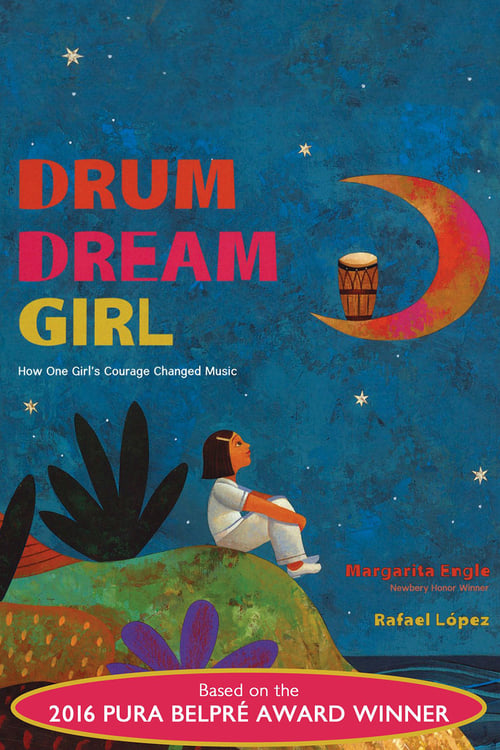 DRUM
DREAM
GIRL
How One Girl's Courage Changed Music
Margarita Engle
Newbery Honor Winner
Rafael López
Based on the
2016 PURA BELPRÉ AWARD WINNER